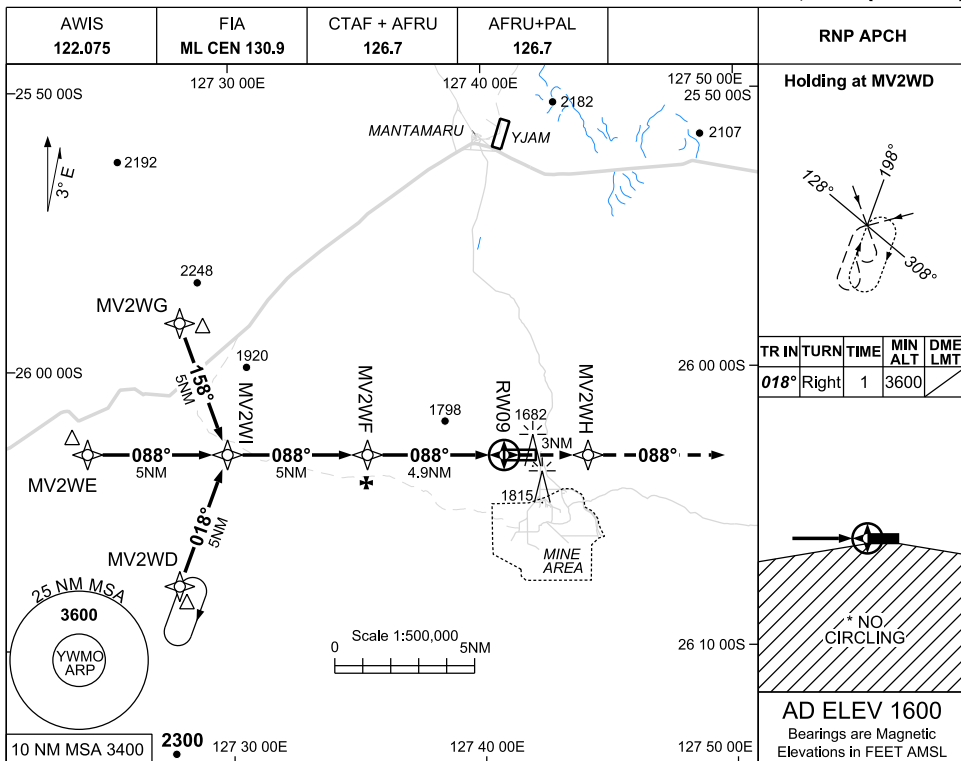 AWIS
122.075
FIA
ML CEN 130.9
CTAF + AFRU
126.7
AFRU+PAL
126.7
RNP APCH
127 30 00E
127 40 00E
127 50 00E
25 50 00S
25 50 00S
Holding at MV2WD
2182
MANTAMARU
YJAM
2107
2192
3° E
198°
128°
308°
2248
MV2WG
TR IN
TURN
TIME
MIN ALT
DME LMT
018°
Right
1
3600
1920
26 00 00S
26 00 00S
158°
5NM
MV2WI
MV2WF
1798
RW09
1682
3NM
MV2WH
088°
5NM
088°
5NM
088°
4.9NM
088°
MV2WE
1815
018°
5NM
MINE
AREA
MV2WD
25 NM MSA
3600
YWMO
ARP
* NO
CIRCLING
Scale 1:500,000
0
5NM
26 10 00S
AD ELEV 1600
Bearings are Magnetic
Elevations in FEET AMSL
10 NM MSA 3400
2300
127 30 00E
127 40 00E
127 50 00E